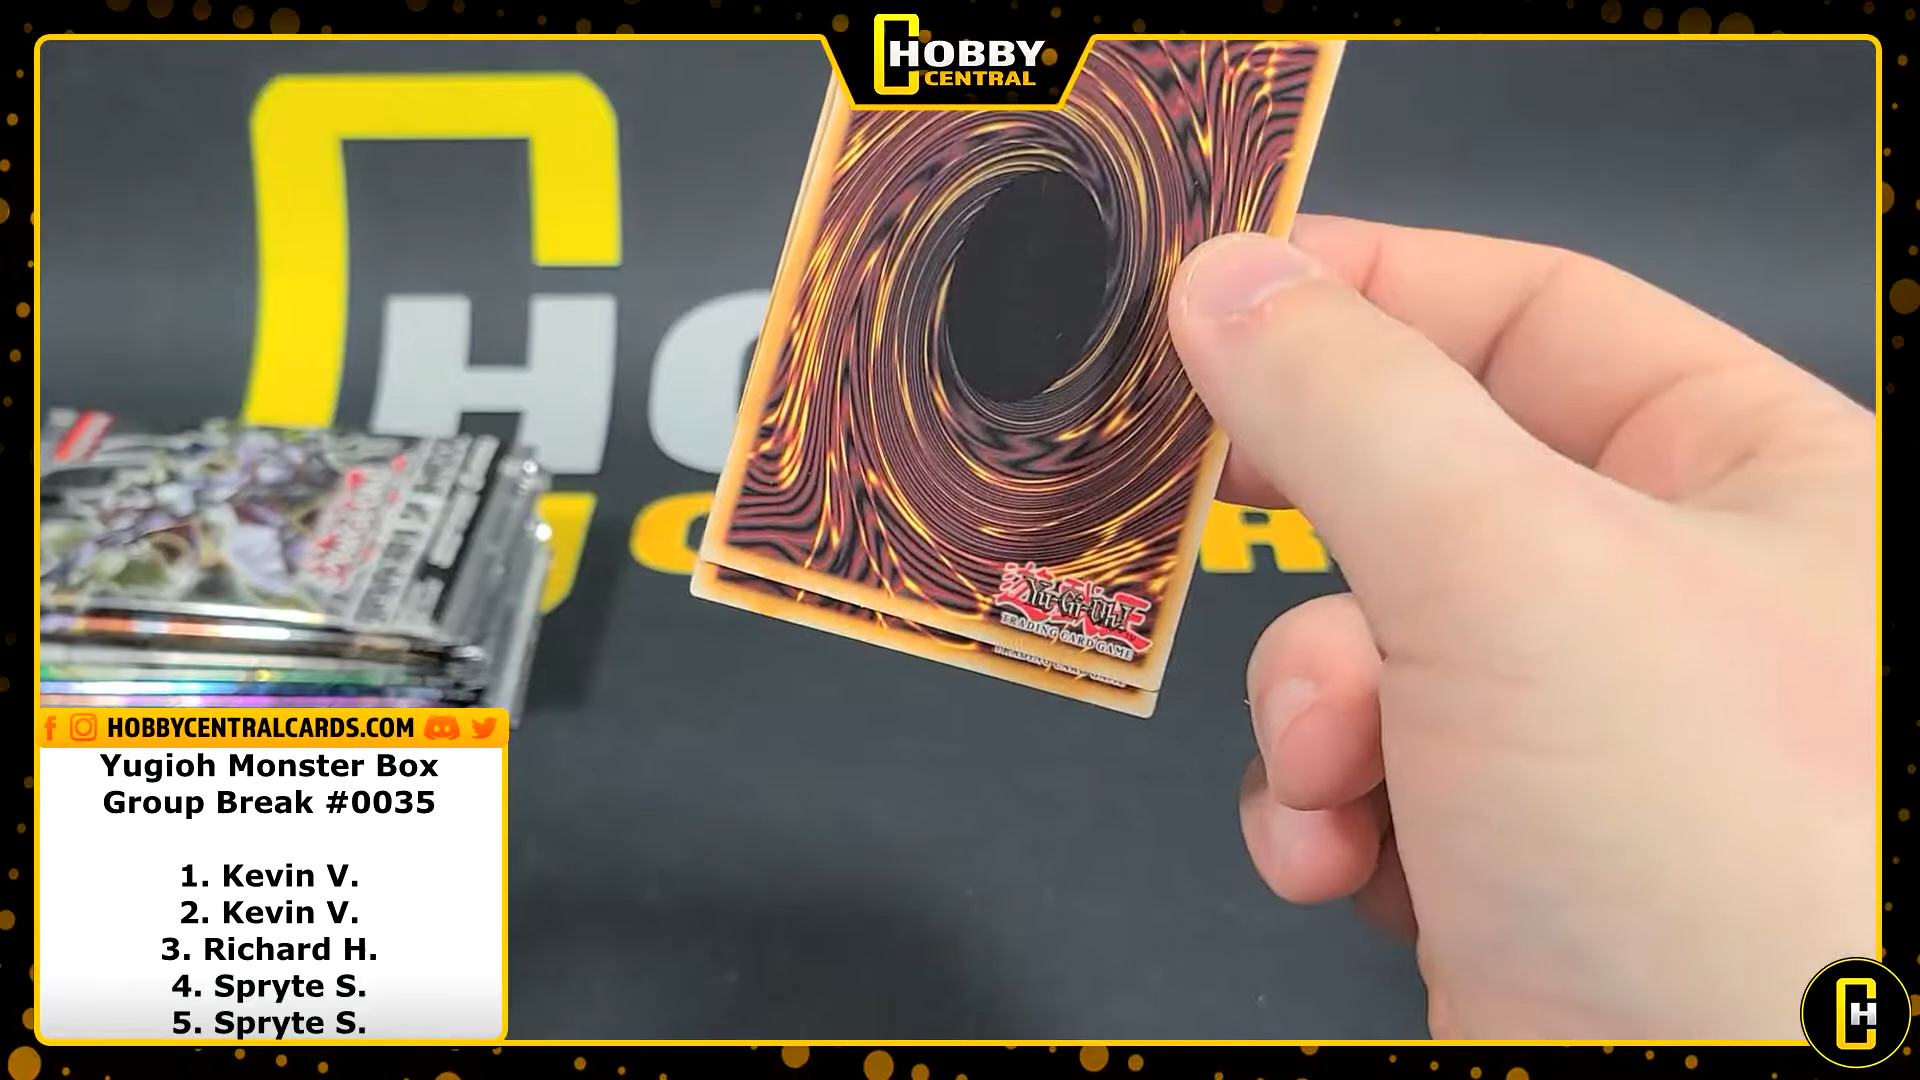 HOBBY
CENTRAL
H
Yu-Gi-Oh!
TRADING CARD GAME
HOBBYCENTRALCARDS.COM
Yugioh Monster Box
Group Break #0035
1. Kevin V.
2. Kevin V.
3. Richard H.
4. Spryte S.
5. Spryte S.
H